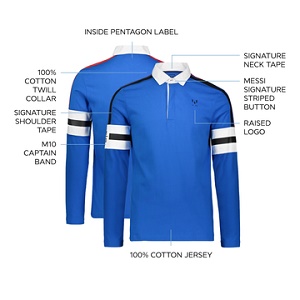 INSIDE PENTAGON LABEL
SIGNATURE
NECK TAPE
100%
COTTON
TWILL
COLLAR
MESSI
SIGNATURE
STRIPED
BUTTON
SIGNATURE
SHOULDER
TAPE
RAISED
LOGO
M10
CAPTAIN
BAND
100% COTTON JERSEY